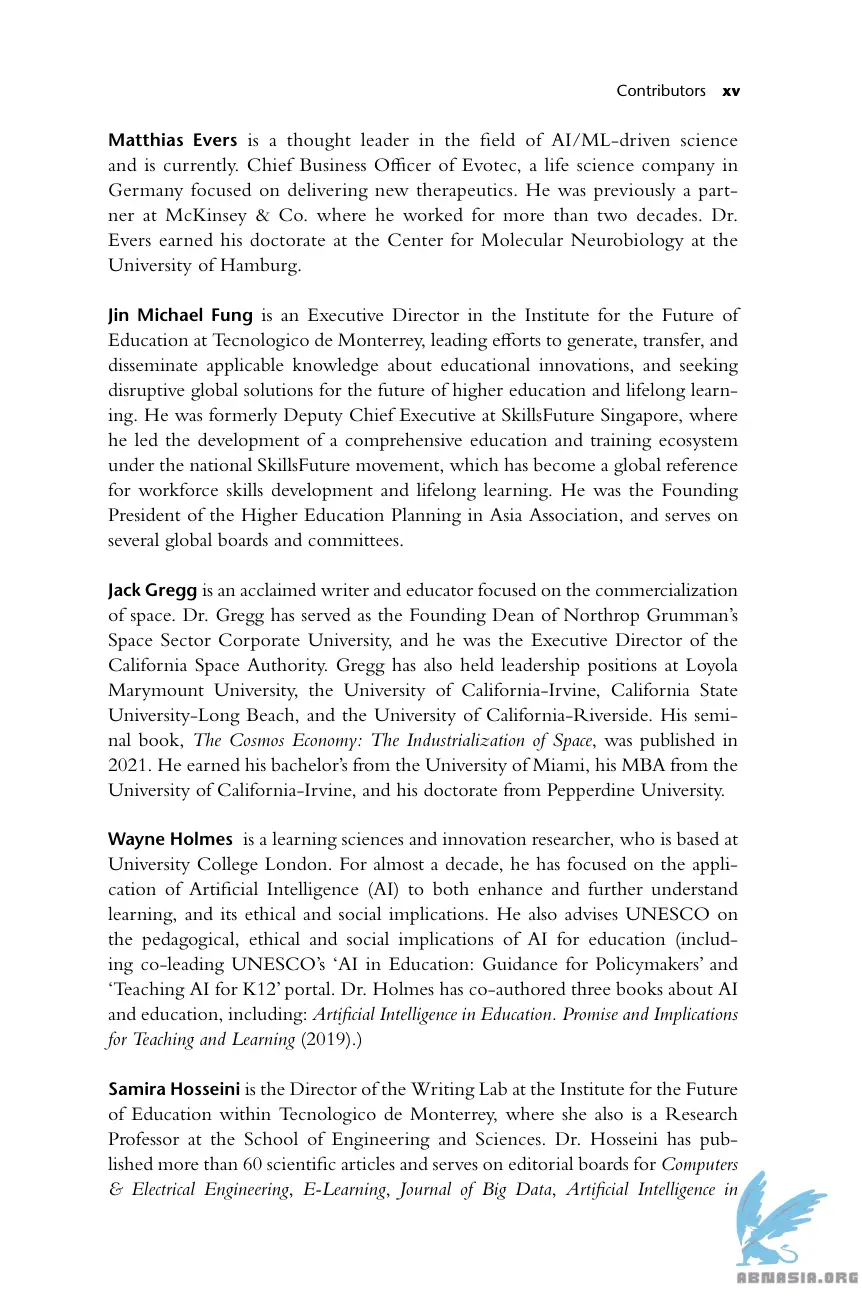 Contributors xv
Matthias Evers is a thought leader in the field of AI/ML-driven science
and is currently. Chief Business Officer of Evotec, a life science company in
Germany focused on delivering new therapeutics. He was previously a part-
ner at McKinsey & Co. where he worked for more than two decades. Dr.
Evers earned his doctorate at the Center for Molecular Neurobiology at the
University of Hamburg.
Jin Michael Fung is an Executive Director in the Institute for the Future of
Education at Tecnologico de Monterrey, leading efforts to generate, transfer, and
disseminate applicable knowledge about educational innovations, and seeking
disruptive global solutions for the future of higher education and lifelong learn-
ing. He was formerly Deputy Chief Executive at SkillsFuture Singapore, where
he led the development of a comprehensive education and training ecosystem
under the national SkillsFuture movement, which has become a global reference
for workforce skills development and lifelong learning. He was the Founding
President of the Higher Education Planning in Asia Association, and serves on
several global boards and committees.
Jack Gregg is an acclaimed writer and educator focused on the commercialization
of space. Dr. Gregg has served as the Founding Dean of Northrop Grumman's
Space Sector Corporate University, and he was the Executive Director of the
California Space Authority. Gregg has also held leadership positions at Loyola
Marymount University, the University of California-Irvine, California State
University-Long Beach, and the University of California-Riverside. His semi-
nal book, The Cosmos Economy: The Industrialization of Space, was published in
2021. He earned his bachelor's from the University of Miami, his MBA from the
University of California-Irvine, and his doctorate from Pepperdine University.
Wayne Holmes is a learning sciences and innovation researcher, who is based at
University College London. For almost a decade, he has focused on the appli-
cation of Artificial Intelligence (AI) to both enhance and further understand
learning, and its ethical and social implications. He also advises UNESCO on
the pedagogical, ethical and social implications of AI for education (includ-
ing co-leading UNESCO's 'AI in Education: Guidance for Policymakers' and
'Teaching AI for K12' portal. Dr. Holmes has co-authored three books about AI
and education, including: Artificial Intelligence in Education. Promise and Implications
for Teaching and Learning (2019).)
Samira Hosseini is the Director of the Writing Lab at the Institute for the Future
of Education within Tecnologico de Monterrey, where she also is a Research
Professor at the School of Engineering and Sciences. Dr. Hosseini has pub-
lished more than 60 scientific articles and serves on editorial boards for Computers
& Electrical Engineering, E-Learning, Journal of Big Data, Artificial Intelligence in
ABNASIA.ORG